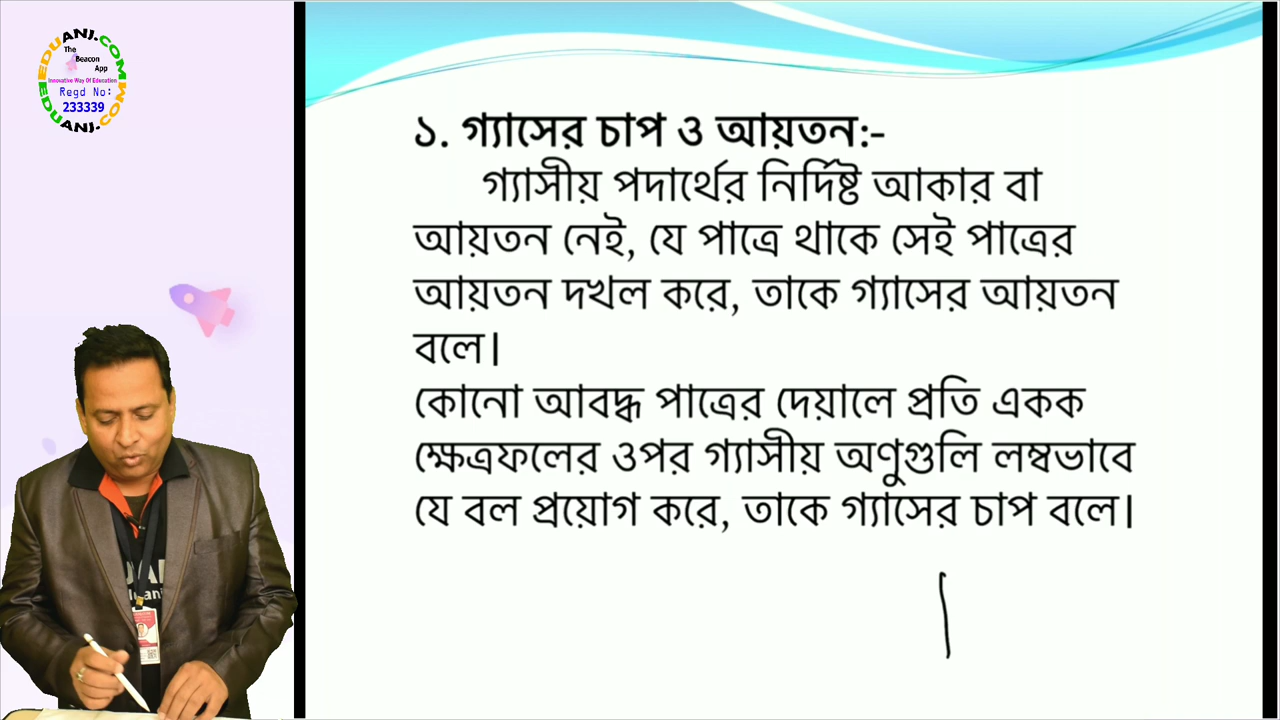 EDUANJ.COM
The
Beacon
App
Innovative Way Of Education
Regd No:
233339
EDUANJ.COM
১. গ্যাসের চাপ ও আয়তন:-
গ্যাসীয় পদার্থের নির্দিষ্ট আকার বা
আয়তন নেই, যে পাত্রে থাকে সেই পাত্রের
আয়তন দখল করে, তাকে গ্যাসের আয়তন
বলে।
কোনো আবদ্ধ পাত্রের দেয়ালে প্রতি একক
ক্ষেত্রফলের ওপর গ্যাসীয় অণুগুলি লম্বভাবে
যে বল প্রয়োগ করে, তাকে গ্যাসের চাপ বলে।